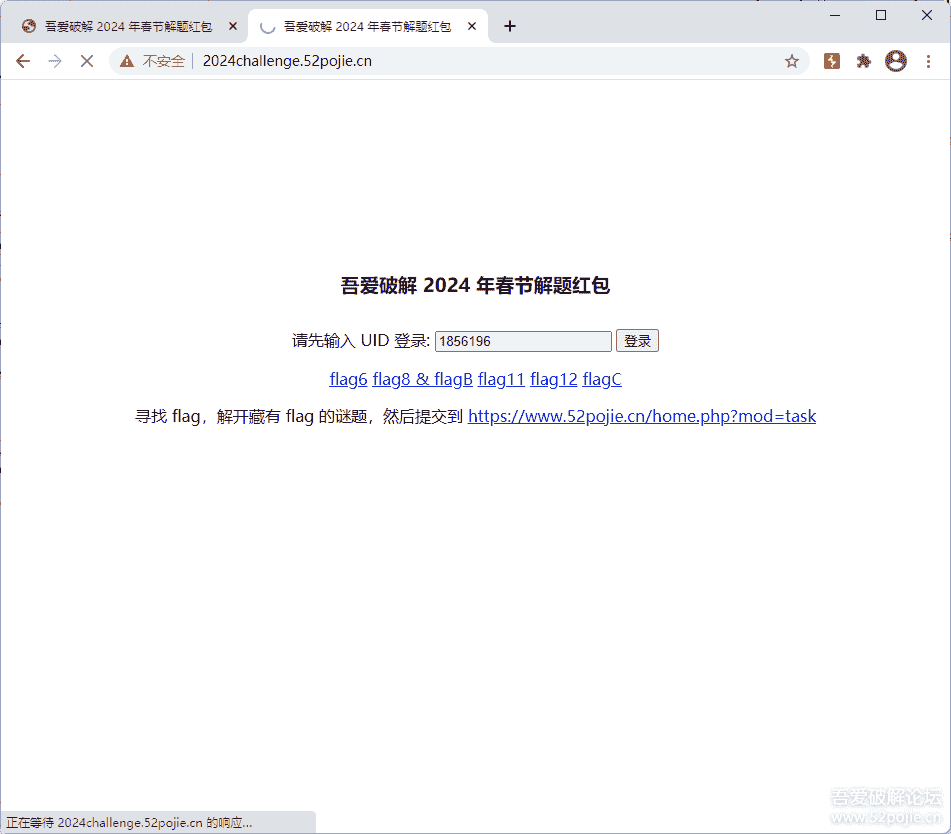 吾爱破解 2024 年春节解题红包
吾爱破解 2024 年春节解题红包
不安全
2024challenge.52pojie.cn
吾爱破解 2024 年春节解题红包
请先输入 UID 登录: 1856196 登录
flag6 flag8 & flagB flag11 flag12 flagC
寻找 flag，解开藏有 flag 的谜题，然后提交到 https://www.52pojie.cn/home.php?mod=task
吾爱破解论坛
www.52pojie.cn
正在等待 2024challenge.52pojie.cn 的响应...